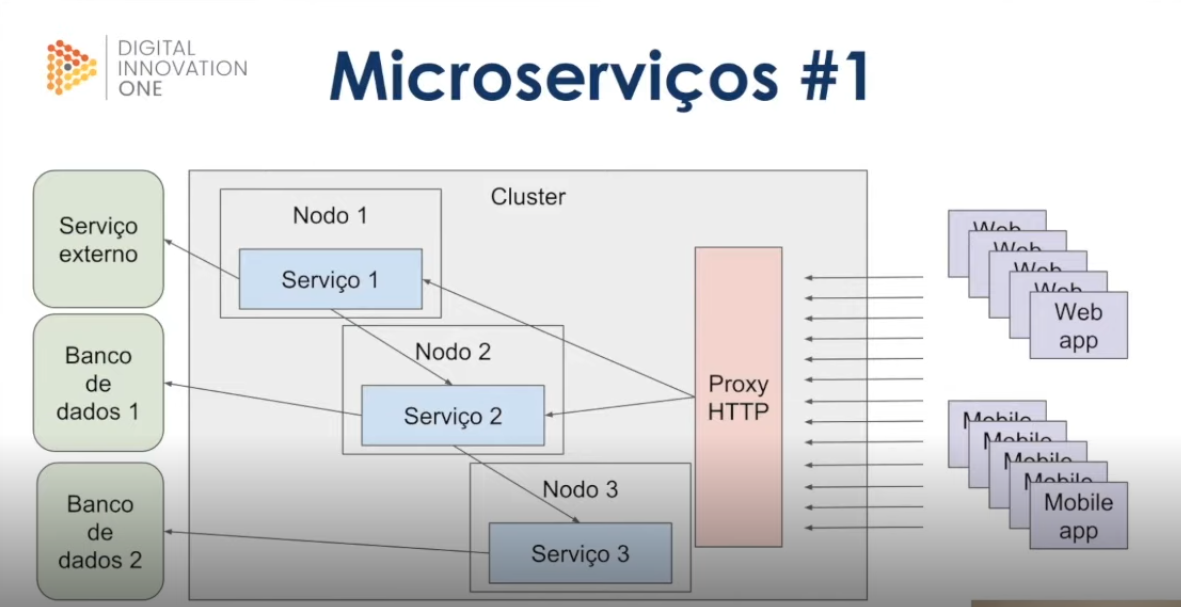 DIGITAL
INNOVATION
ONE
Microserviços #1
Cluster
Serviço
externo
Nodo 1
Serviço 1
Banco
de
dados 1
Nodo 2
Serviço 2
Banco
de
dados 2
Nodo 3
Serviço 3
Proxy
HTTP
Web
Web
Web
Web
Web
app
Mobile
Mobile
Mobile
Mobile
Mobile
app